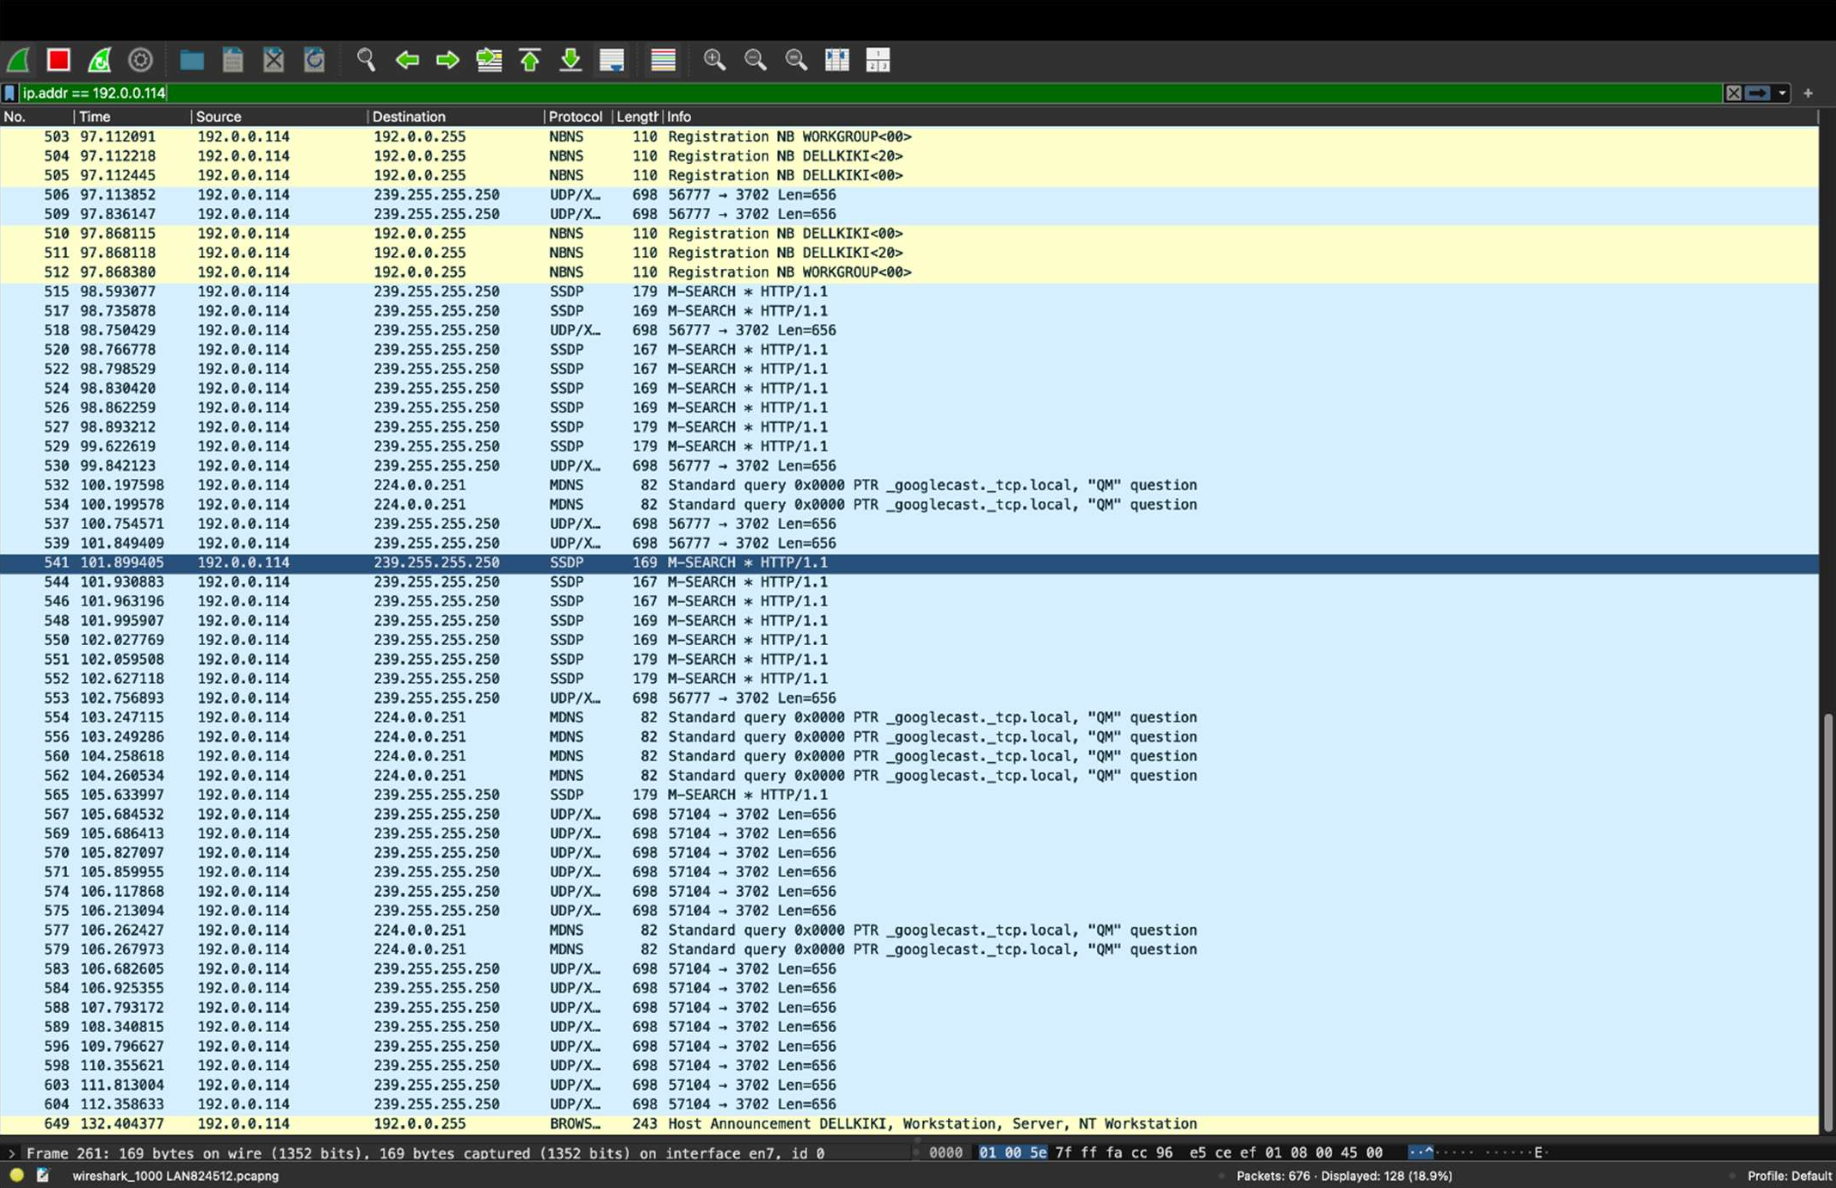 ip.addr == 192.0.0.114
No. Time Source Destination Protocol Length Info
503 97.112091 192.0.0.114 192.0.0.255 NBNS 110 Registration NB WORKGROUP<00>
504 97.112218 192.0.0.114 192.0.0.255 NBNS 110 Registration NB DELLKIKI<20>
505 97.112445 192.0.0.114 192.0.0.255 NBNS 110 Registration NB DELLKIKI<00>
506 97.113852 192.0.0.114 239.255.255.250 UDP/X… 698 56777 → 3702 Len=656
509 97.836147 192.0.0.114 239.255.255.250 UDP/X… 698 56777 → 3702 Len=656
510 97.868115 192.0.0.114 192.0.0.255 NBNS 110 Registration NB DELLKIKI<00>
511 97.868118 192.0.0.114 192.0.0.255 NBNS 110 Registration NB DELLKIKI<20>
512 97.868380 192.0.0.114 192.0.0.255 NBNS 110 Registration NB WORKGROUP<00>
515 98.593077 192.0.0.114 239.255.255.250 SSDP 179 M-SEARCH * HTTP/1.1
517 98.735878 192.0.0.114 239.255.255.250 SSDP 169 M-SEARCH * HTTP/1.1
518 98.750429 192.0.0.114 239.255.255.250 UDP/X… 698 56777 → 3702 Len=656
520 98.766778 192.0.0.114 239.255.255.250 SSDP 167 M-SEARCH * HTTP/1.1
522 98.798529 192.0.0.114 239.255.255.250 SSDP 167 M-SEARCH * HTTP/1.1
524 98.830420 192.0.0.114 239.255.255.250 SSDP 169 M-SEARCH * HTTP/1.1
526 98.862259 192.0.0.114 239.255.255.250 SSDP 169 M-SEARCH * HTTP/1.1
527 98.893212 192.0.0.114 239.255.255.250 SSDP 179 M-SEARCH * HTTP/1.1
529 99.622619 192.0.0.114 239.255.255.250 SSDP 179 M-SEARCH * HTTP/1.1
530 99.842123 192.0.0.114 239.255.255.250 UDP/X… 698 56777 → 3702 Len=656
532 100.197598 192.0.0.114 224.0.0.251 MDNS 82 Standard query 0x0000 PTR _googlecast._tcp.local, "QM" question
534 100.199578 192.0.0.114 224.0.0.251 MDNS 82 Standard query 0x0000 PTR _googlecast._tcp.local, "QM" question
537 100.754571 192.0.0.114 239.255.255.250 UDP/X… 698 56777 → 3702 Len=656
539 101.849409 192.0.0.114 239.255.255.250 UDP/X… 698 56777 → 3702 Len=656
541 101.899405 192.0.0.114 239.255.255.250 SSDP 169 M-SEARCH * HTTP/1.1
544 101.930883 192.0.0.114 239.255.255.250 SSDP 167 M-SEARCH * HTTP/1.1
546 101.963196 192.0.0.114 239.255.255.250 SSDP 167 M-SEARCH * HTTP/1.1
548 101.995907 192.0.0.114 239.255.255.250 SSDP 169 M-SEARCH * HTTP/1.1
550 102.027769 192.0.0.114 239.255.255.250 SSDP 169 M-SEARCH * HTTP/1.1
551 102.059508 192.0.0.114 239.255.255.250 SSDP 179 M-SEARCH * HTTP/1.1
552 102.627118 192.0.0.114 239.255.255.250 SSDP 179 M-SEARCH * HTTP/1.1
553 102.756893 192.0.0.114 239.255.255.250 UDP/X… 698 56777 → 3702 Len=656
554 103.247115 192.0.0.114 224.0.0.251 MDNS 82 Standard query 0x0000 PTR _googlecast._tcp.local, "QM" question
556 103.249286 192.0.0.114 224.0.0.251 MDNS 82 Standard query 0x0000 PTR _googlecast._tcp.local, "QM" question
560 104.258618 192.0.0.114 224.0.0.251 MDNS 82 Standard query 0x0000 PTR _googlecast._tcp.local, "QM" question
562 104.260534 192.0.0.114 224.0.0.251 MDNS 82 Standard query 0x0000 PTR _googlecast._tcp.local, "QM" question
565 105.633997 192.0.0.114 239.255.255.250 SSDP 179 M-SEARCH * HTTP/1.1
567 105.684532 192.0.0.114 239.255.255.250 UDP/X… 698 57104 → 3702 Len=656
569 105.686413 192.0.0.114 239.255.255.250 UDP/X… 698 57104 → 3702 Len=656
570 105.827097 192.0.0.114 239.255.255.250 UDP/X… 698 57104 → 3702 Len=656
571 105.859955 192.0.0.114 239.255.255.250 UDP/X… 698 57104 → 3702 Len=656
574 106.117868 192.0.0.114 239.255.255.250 UDP/X… 698 57104 → 3702 Len=656
575 106.213094 192.0.0.114 239.255.255.250 UDP/X… 698 57104 → 3702 Len=656
577 106.262427 192.0.0.114 224.0.0.251 MDNS 82 Standard query 0x0000 PTR _googlecast._tcp.local, "QM" question
579 106.267973 192.0.0.114 224.0.0.251 MDNS 82 Standard query 0x0000 PTR _googlecast._tcp.local, "QM" question
583 106.682605 192.0.0.114 239.255.255.250 UDP/X… 698 57104 → 3702 Len=656
584 106.925355 192.0.0.114 239.255.255.250 UDP/X… 698 57104 → 3702 Len=656
588 107.793172 192.0.0.114 239.255.255.250 UDP/X… 698 57104 → 3702 Len=656
589 108.340815 192.0.0.114 239.255.255.250 UDP/X… 698 57104 → 3702 Len=656
596 109.796627 192.0.0.114 239.255.255.250 UDP/X… 698 57104 → 3702 Len=656
598 110.355621 192.0.0.114 239.255.255.250 UDP/X… 698 57104 → 3702 Len=656
603 111.813004 192.0.0.114 239.255.255.250 UDP/X… 698 57104 → 3702 Len=656
604 112.358633 192.0.0.114 239.255.255.250 UDP/X… 698 57104 → 3702 Len=656
649 132.404377 192.0.0.114 192.0.0.255 BROWS… 243 Host Announcement DELLKIKI, Workstation, Server, NT Workstation
> Frame 261: 169 bytes on wire (1352 bits), 169 bytes captured (1352 bits) on interface en7, id 0 0000 01 00 5e 7f ff fa cc 96 e5 ce ef 01 08 00 45 00 ··^····· ······E·
wireshark_1000 LAN824512.pcapng Packets: 676 · Displayed: 128 (18.9%) Profile: Default